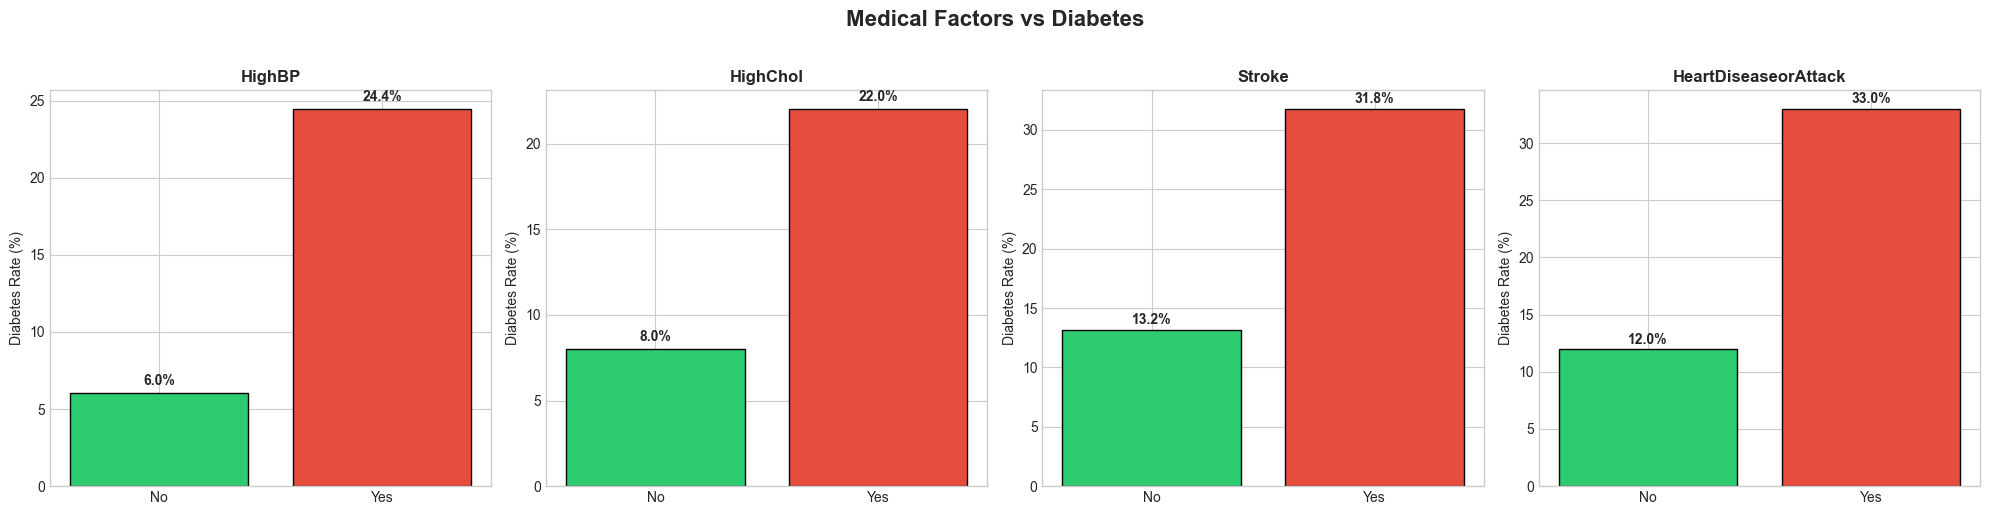 Medical Factors vs Diabetes
HighBP
Diabetes Rate (%)
25
20
15
10
5
0
6.0%
24.4%
No
Yes
HighChol
Diabetes Rate (%)
20
15
10
5
0
8.0%
22.0%
No
Yes
Stroke
Diabetes Rate (%)
30
25
20
15
10
5
0
13.2%
31.8%
No
Yes
HeartDiseaseorAttack
Diabetes Rate (%)
30
25
20
15
10
5
0
12.0%
33.0%
No
Yes